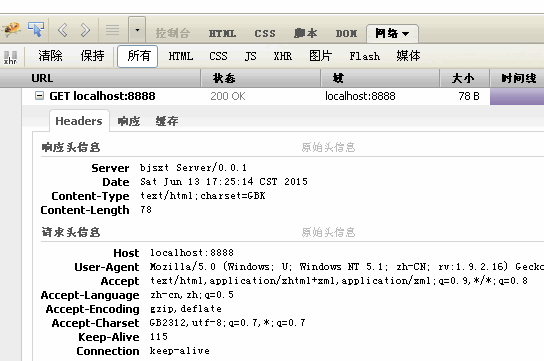 控制台 HTML CSS 脚本 DOM 网络
xhr 清除 保持 所有 HTML CSS JS XHR 图片 Flash 媒体
URL 状态 域 大小 时间线
GET localhost:8888 200 OK localhost:8888 78 B
Headers 响应 缓存
响应头信息 原始头信息
Server bjsxt Server/0.0.1
Date Sat Jun 13 17:25:14 CST 2015
Content-Type text/html;charset=GBK
Content-Length 78
请求头信息 原始头信息
Host localhost:8888
User-Agent Mozilla/5.0 (Windows; U; Windows NT 5.1; zh-CN; rv:1.9.2.16) Gecko
Accept text/html,application/xhtml+xml,application/xml;q=0.9,*/*;q=0.8
Accept-Language zh-cn,zh;q=0.5
Accept-Encoding gzip,deflate
Accept-Charset GB2312,utf-8;q=0.7,*;q=0.7
Keep-Alive 115
Connection keep-alive